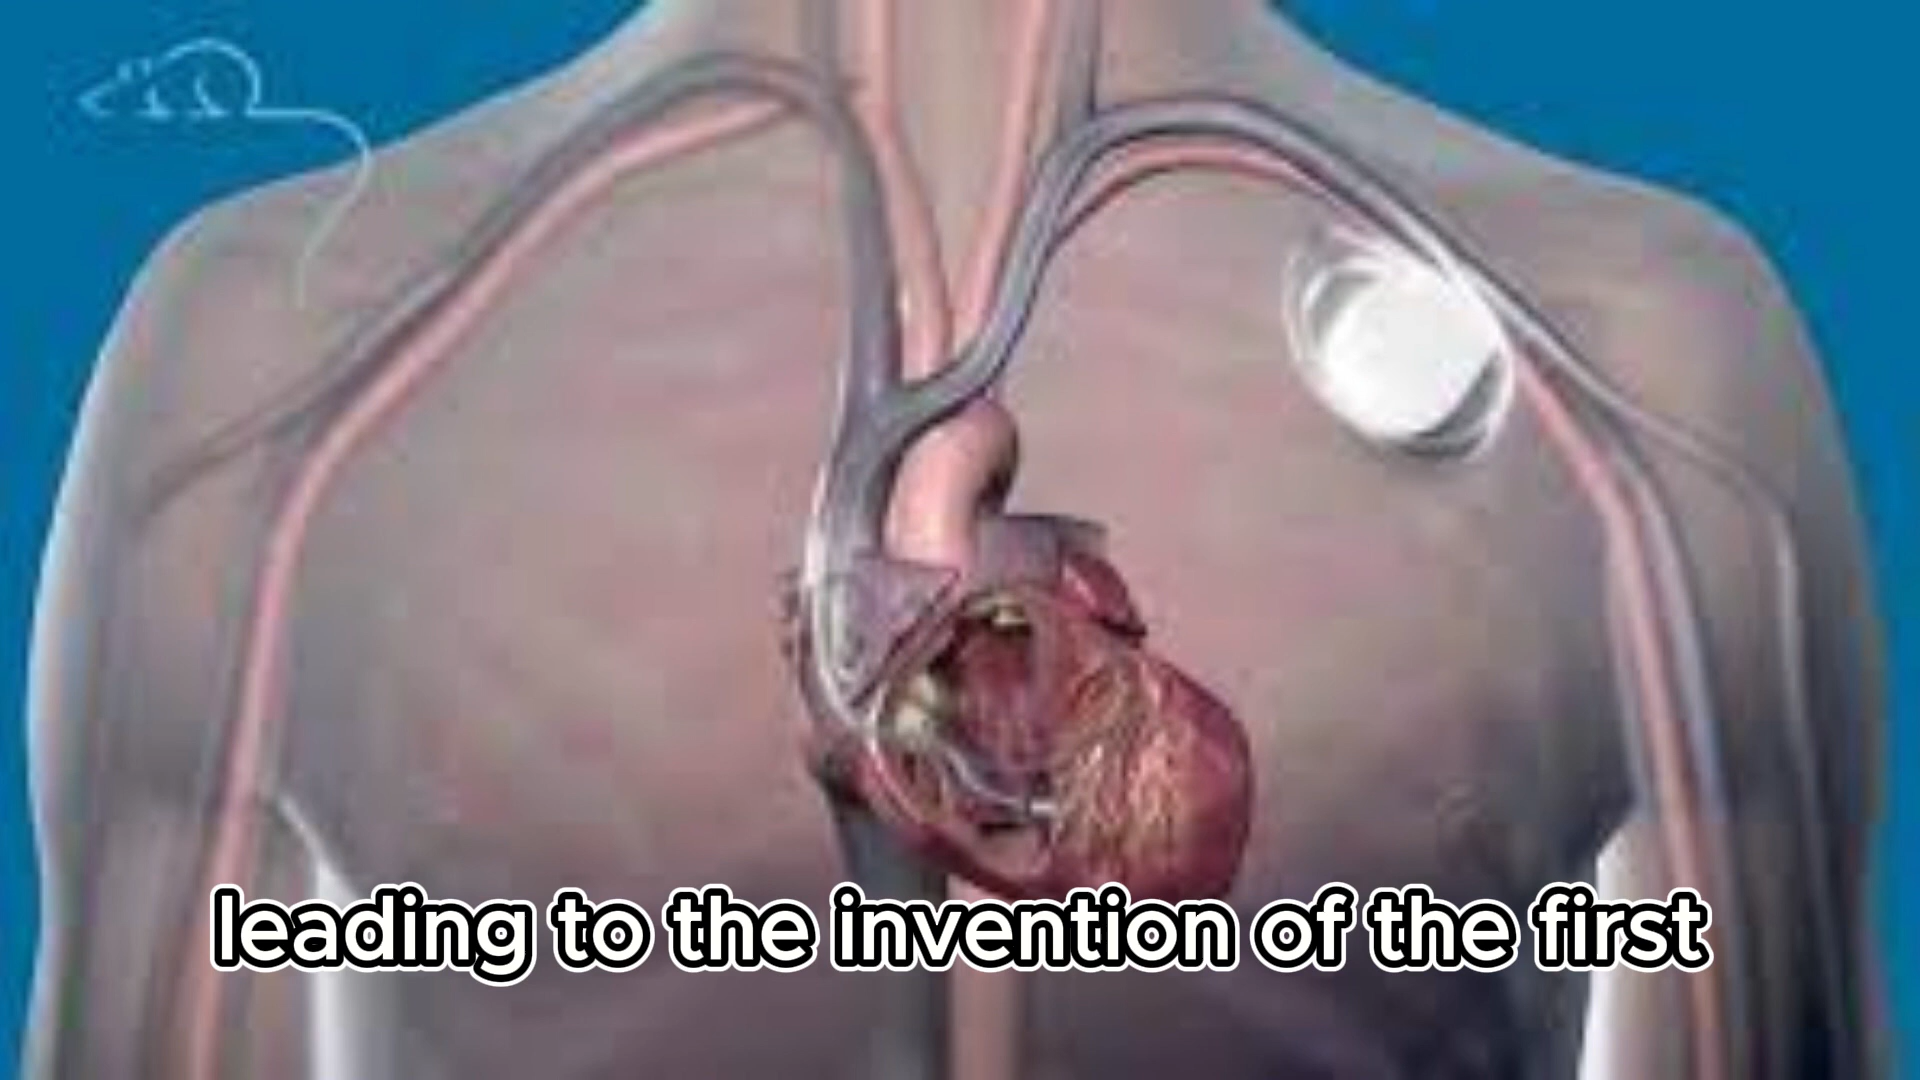 leading to the invention of the first